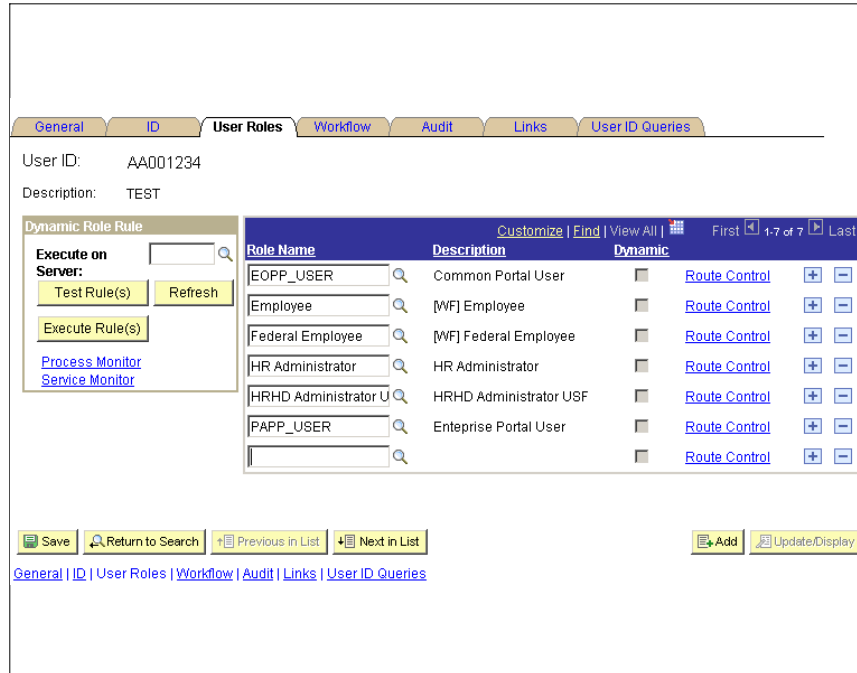 General ID User Roles Workflow Audit Links User ID Queries
User ID: AA001234
Description: TEST
Dynamic Role Rule
Execute on Server:
Test Rule(s) Refresh
Execute Rule(s)
Process Monitor
Service Monitor
Customize | Find | View All | First 1-7 of 7 Last
Role Name Description Dynamic
EOPP_USER Common Portal User Route Control
Employee [WF] Employee Route Control
Federal Employee [WF] Federal Employee Route Control
HR Administrator HR Administrator Route Control
HRHD Administrator U HRHD Administrator USF Route Control
PAPP_USER Enteprise Portal User Route Control
Route Control
Save Return to Search Previous in List Next in List Add Update/Display
General | ID | User Roles | Workflow | Audit | Links | User ID Queries